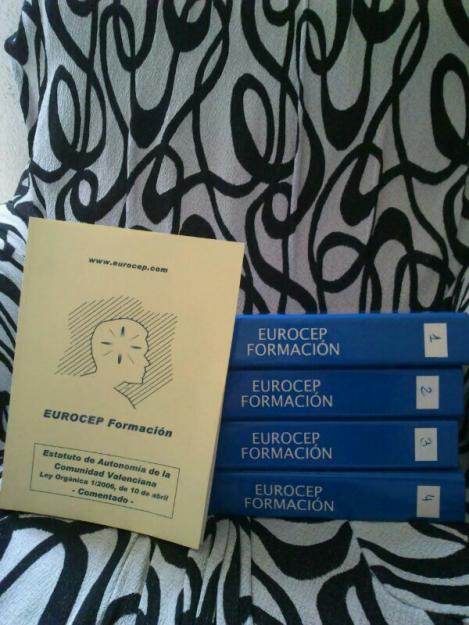 www.eurocep.com
EUROCEP Formación
Estatuto de Autonomía de la
Comunidad Valenciana
Ley Orgánica 1/2006, de 10 de abril
- Comentado -
EUROCEP
FORMACIÓN
1
EUROCEP
FORMACIÓN
2
EUROCEP
FORMACIÓN
3
EUROCEP
FORMACIÓN
4